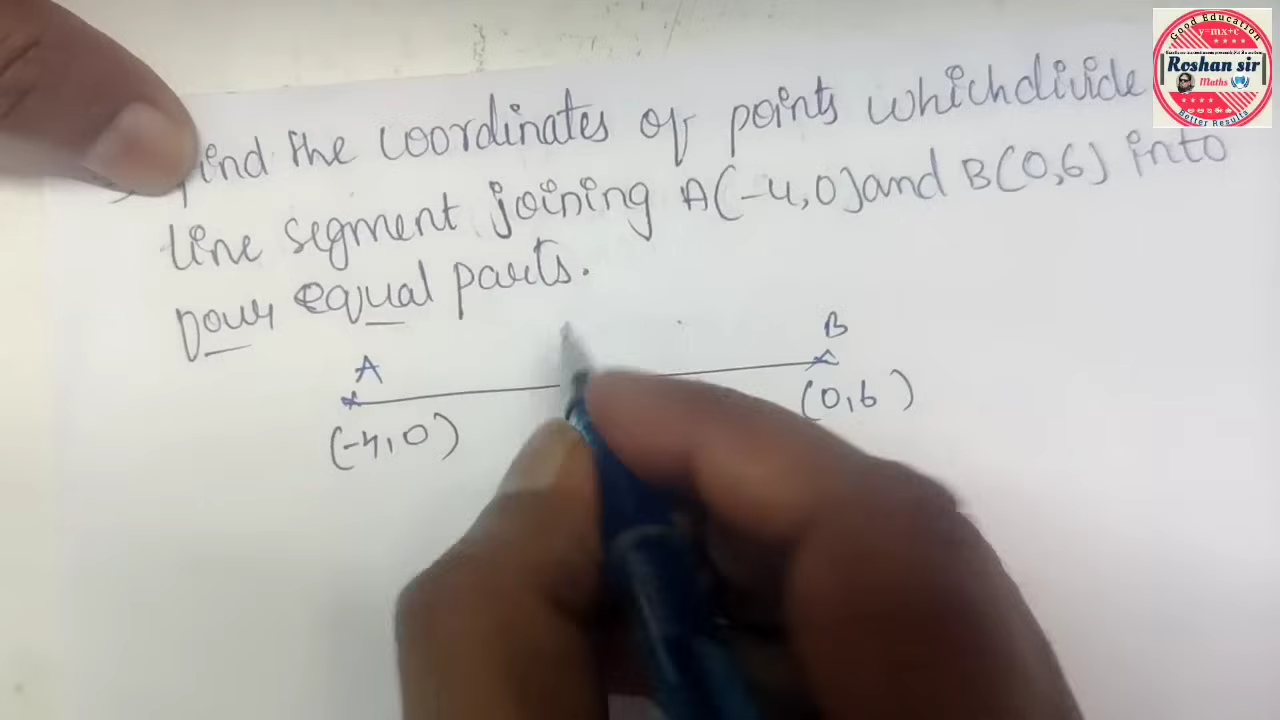 find the coordinates of points which divide
line segment joining A(-4,0) and B(0,6) into
four equal parts.
A
B
(-4,0)
(0,6)
Good Education
y=mx+c
Roshan sir
Maths
Better Results